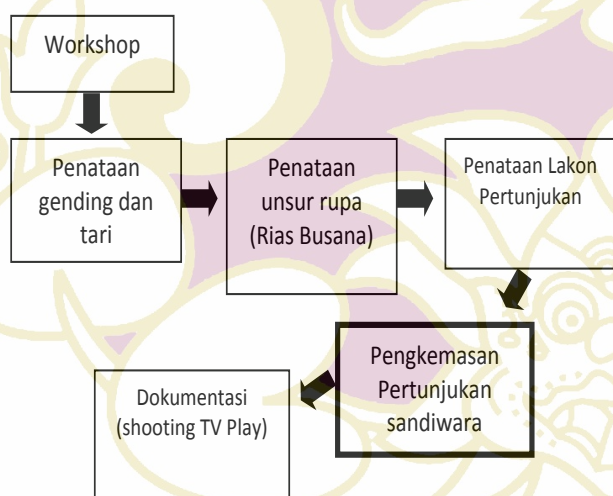 Workshop
Penataan
gending dan
tari
Penataan
unsur rupa
(Rias Busana)
Penataan Lakon
Pertunjukan
Pengkemasan
Pertunjukan
sandiwara
Dokumentasi
(shooting TV Play)